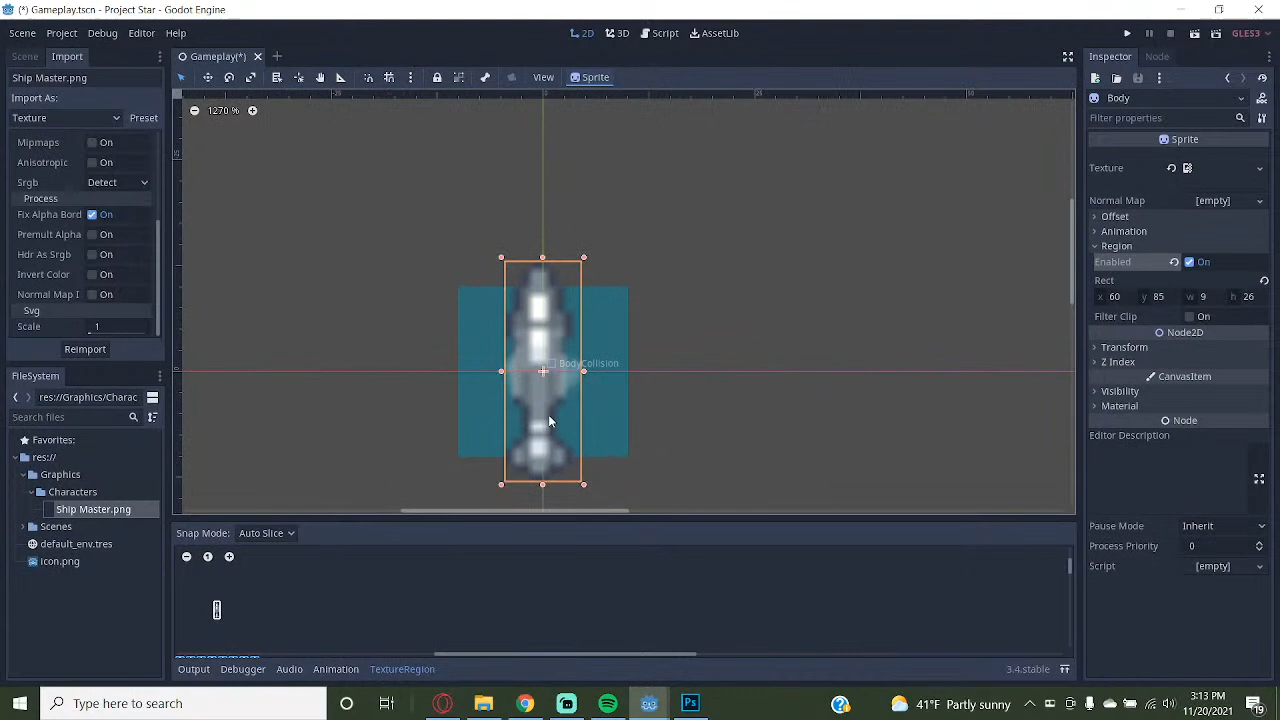 (*) Gameplay.tscn - Project Star - Godot Engine
Scene Project Debug Editor Help
2D 3D Script AssetLib
GLES3
Scene Import
Gameplay(*)
Inspector Node
Ship Master.png
View Sprite
Import As:
Texture Preset
Body
Filter properties
1270 %
-25 0 25 50
Mipmaps On
Anisotropic On
Srgb Detect
Process
Fix Alpha Bord On
Premult Alpha On
Hdr As Srgb On
Invert Color On
Normal Map I On
Svg
Scale 1
Reimport
BodyCollision
Sprite
Texture
Normal Map [empty]
Offset
Animation
Region
Enabled On
Rect
x 60 y 85 w 9 h 26
Filter Clip On
Node2D
Transform
Z Index
CanvasItem
Visibility
Material
Node
Editor Description
Pause Mode Inherit
Process Priority 0
Script [empty]
FileSystem
res://Graphics/Charac
Search files
Favorites:
res://
Graphics
Characters
Ship Master.png
Scenes
default_env.tres
icon.png
Snap Mode: Auto Slice
Output Debugger Audio Animation TextureRegion
3.4.stable
Type here to search
Ps
41°F Partly sunny
3:13 PM
11/20/2021